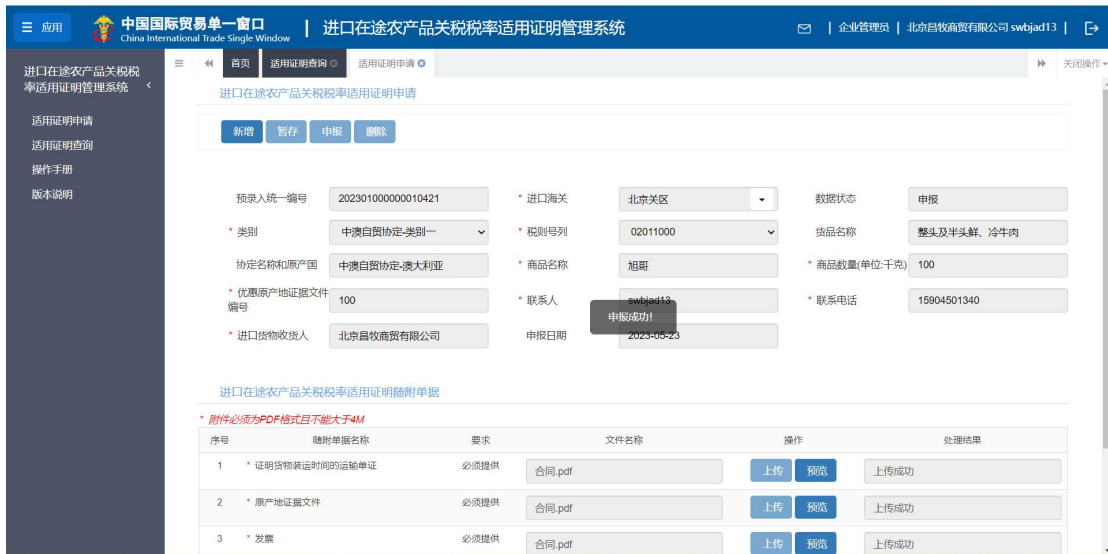 应用 中国国际贸易单一窗口 China International Trade Single Window 进口在途农产品关税税率适用证明管理系统 企业管理员 北京昌牧商贸有限公司 swbjad13
进口在途农产品关税税率适用证明管理系统
适用证明申请
适用证明查询
操作手册
版本说明
首页 适用证明查询 适用证明申请 关闭操作
进口在途农产品关税税率适用证明申请
新增 暂存 申报 删除
预录入统一编号 202301000000010421 * 进口海关 北京关区 数据状态 申报
* 类别 中澳自贸协定-类别一 * 税则号列 02011000 货品名称 整头及半头鲜、冷牛肉
协定名称和原产国 中澳自贸协定-澳大利亚 * 商品名称 旭哥 * 商品数量(单位:千克) 100
* 优惠原产地证据文件编号 100 * 联系人 swbjad13 * 联系电话 15904501340
申报成功!
* 进口货物收货人 北京昌牧商贸有限公司 申报日期 2023-05-23
进口在途农产品关税税率适用证明随附单据
* 附件必须为PDF格式且不能大于4M
序号 随附单据名称 要求 文件名称 操作 处理结果
1 * 证明货物装运时间的运输单证 必须提供 合同.pdf 上传 预览 上传成功
2 * 原产地证据文件 必须提供 合同.pdf 上传 预览 上传成功
3 * 发票 必须提供 合同.pdf 上传 预览 上传成功